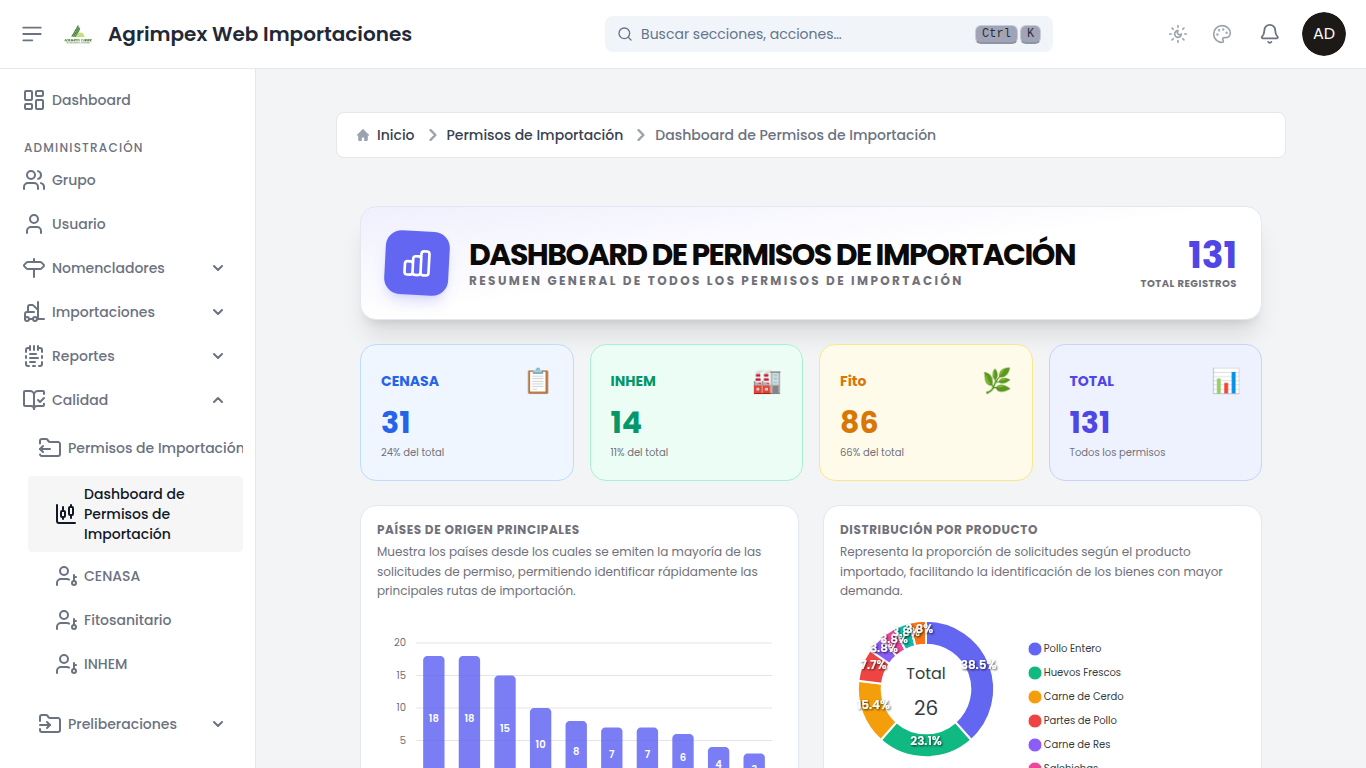 Agrimpex Web Importaciones
Buscar secciones, acciones...
Ctrl K
AD
Dashboard
ADMINISTRACIÓN
Grupo
Usuario
Nomencladores
Importaciones
Reportes
Calidad
Permisos de Importación
Dashboard de
Permisos de
Importación
CENASA
Fitosanitario
INHEM
Preliberaciones
Inicio
Permisos de Importación
Dashboard de Permisos de Importación
DASHBOARD DE PERMISOS DE IMPORTACIÓN
RESUMEN GENERAL DE TODOS LOS PERMISOS DE IMPORTACIÓN
131
TOTAL REGISTROS
CENASA
31
24% del total
INHEM
14
11% del total
Fito
86
66% del total
TOTAL
131
Todos los permisos
PAÍSES DE ORIGEN PRINCIPALES
Muestra los países desde los cuales se emiten la mayoría de las
solicitudes de permiso, permitiendo identificar rápidamente las
principales rutas de importación.
20
15
10
5
18
18
15
10
8
7
7
6
4
DISTRIBUCIÓN POR PRODUCTO
Representa la proporción de solicitudes según el producto
importado, facilitando la identificación de los bienes con mayor
demanda.
38.5%
23.1%
15.4%
7.7%
3.8%
3.8%
3.8%
Total
26
Pollo Entero
Huevos Frescos
Carne de Cerdo
Partes de Pollo
Carne de Res
Salchichas